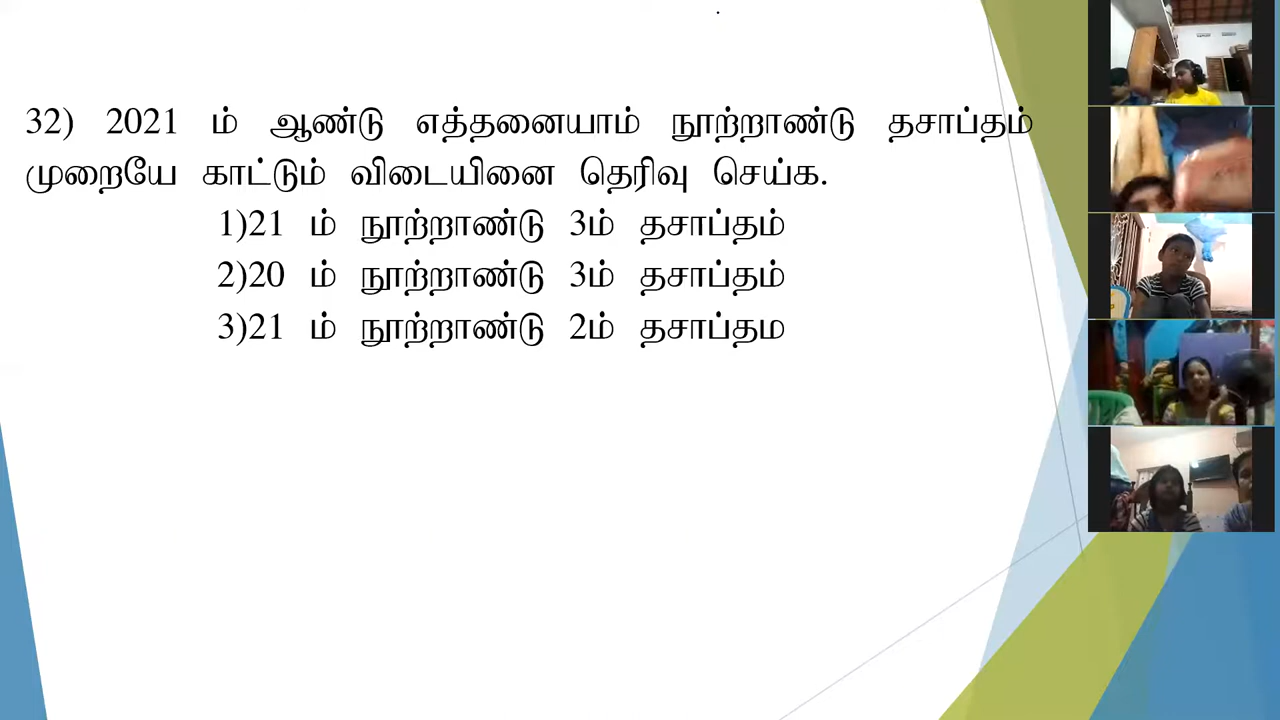 32) 2021 ம் ஆண்டு எத்தனையாம் நூற்றாண்டு தசாப்தம்
முறையே காட்டும் விடையினை தெரிவு செய்க.
1)21 ம் நூற்றாண்டு 3ம் தசாப்தம்
2)20 ம் நூற்றாண்டு 3ம் தசாப்தம்
3)21 ம் நூற்றாண்டு 2ம் தசாப்தம